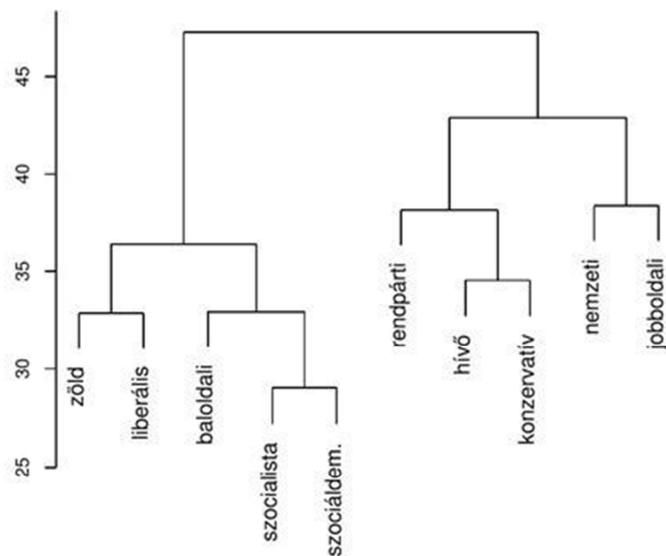 45
40
35
30
25
zöld
liberális
baloldali
szocialista
szociáldem.
rendpárti
hívő
konzervatív
nemzeti
jobboldali